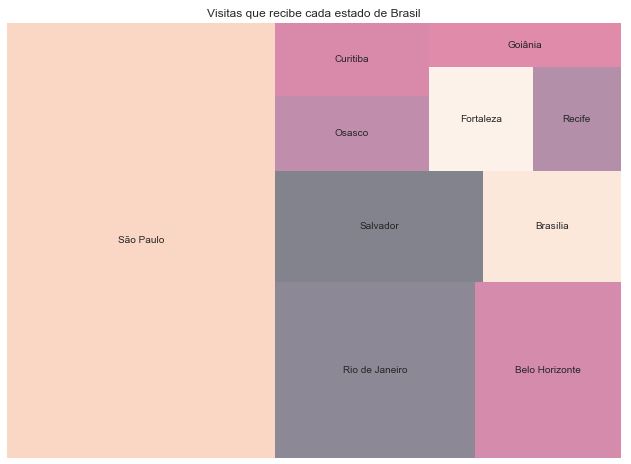 Visitas que recibe cada estado de Brasil
Goiânia
Curitiba
Fortaleza
Recife
Osasco
Salvador
Brasília
São Paulo
Rio de Janeiro
Belo Horizonte